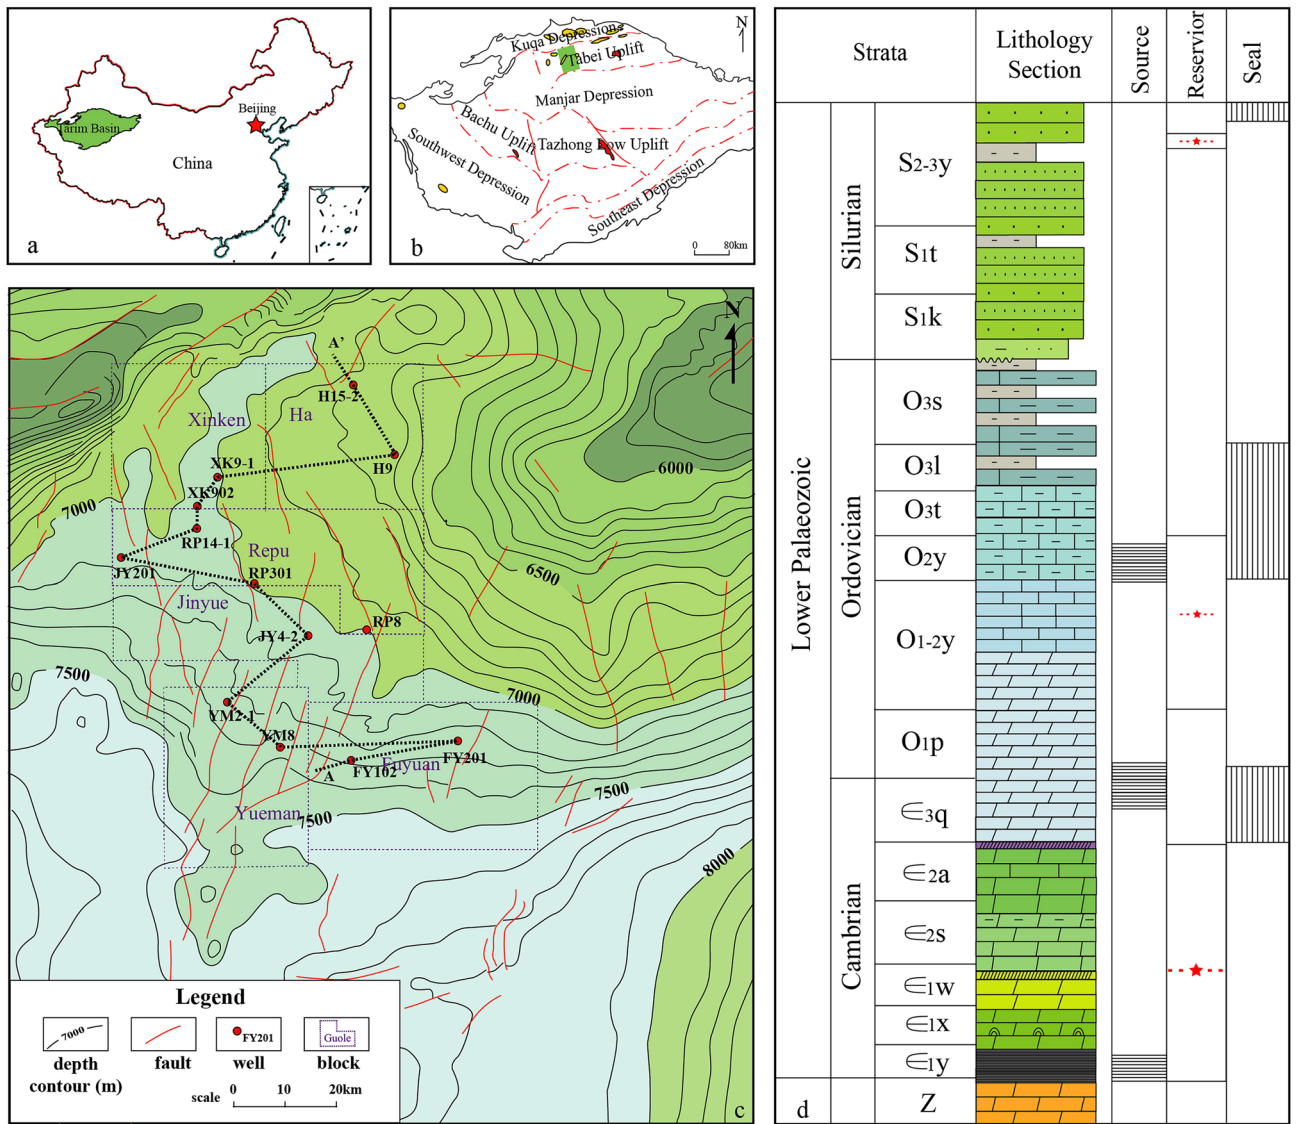 Tarim Basin
Beijing
China
a
Kuqa Depression
Tabei Uplift
N
Manjar Depression
Bachu Uplift
Tazhong Low Uplift
Southwest Depression
Southeast Depression
0 80km
b
N
A'
H15-2
Xinken
Ha
XK9-1
H9
6000
XK902
7000
RP14-1
Repu
JY201
RP301
6500
Jinyue
JY4-2
RP8
7500
7000
YM2-1
YM8
FY201
A
FY102
Fuyuan
7500
Yueman
7500
8000
Legend
7000
FY201
Guole
depth
contour (m)
fault
well
block
scale
0 10 20km
c
Strata
Lithology
Section
Source
Reservior
Seal
Lower Palaeozoic
Silurian
S2-3y
S1t
S1k
Ordovician
O3s
O3l
O3t
O2y
O1-2y
O1p
Cambrian
∈3q
∈2a
∈2s
∈1w
∈1x
∈1y
d
Z